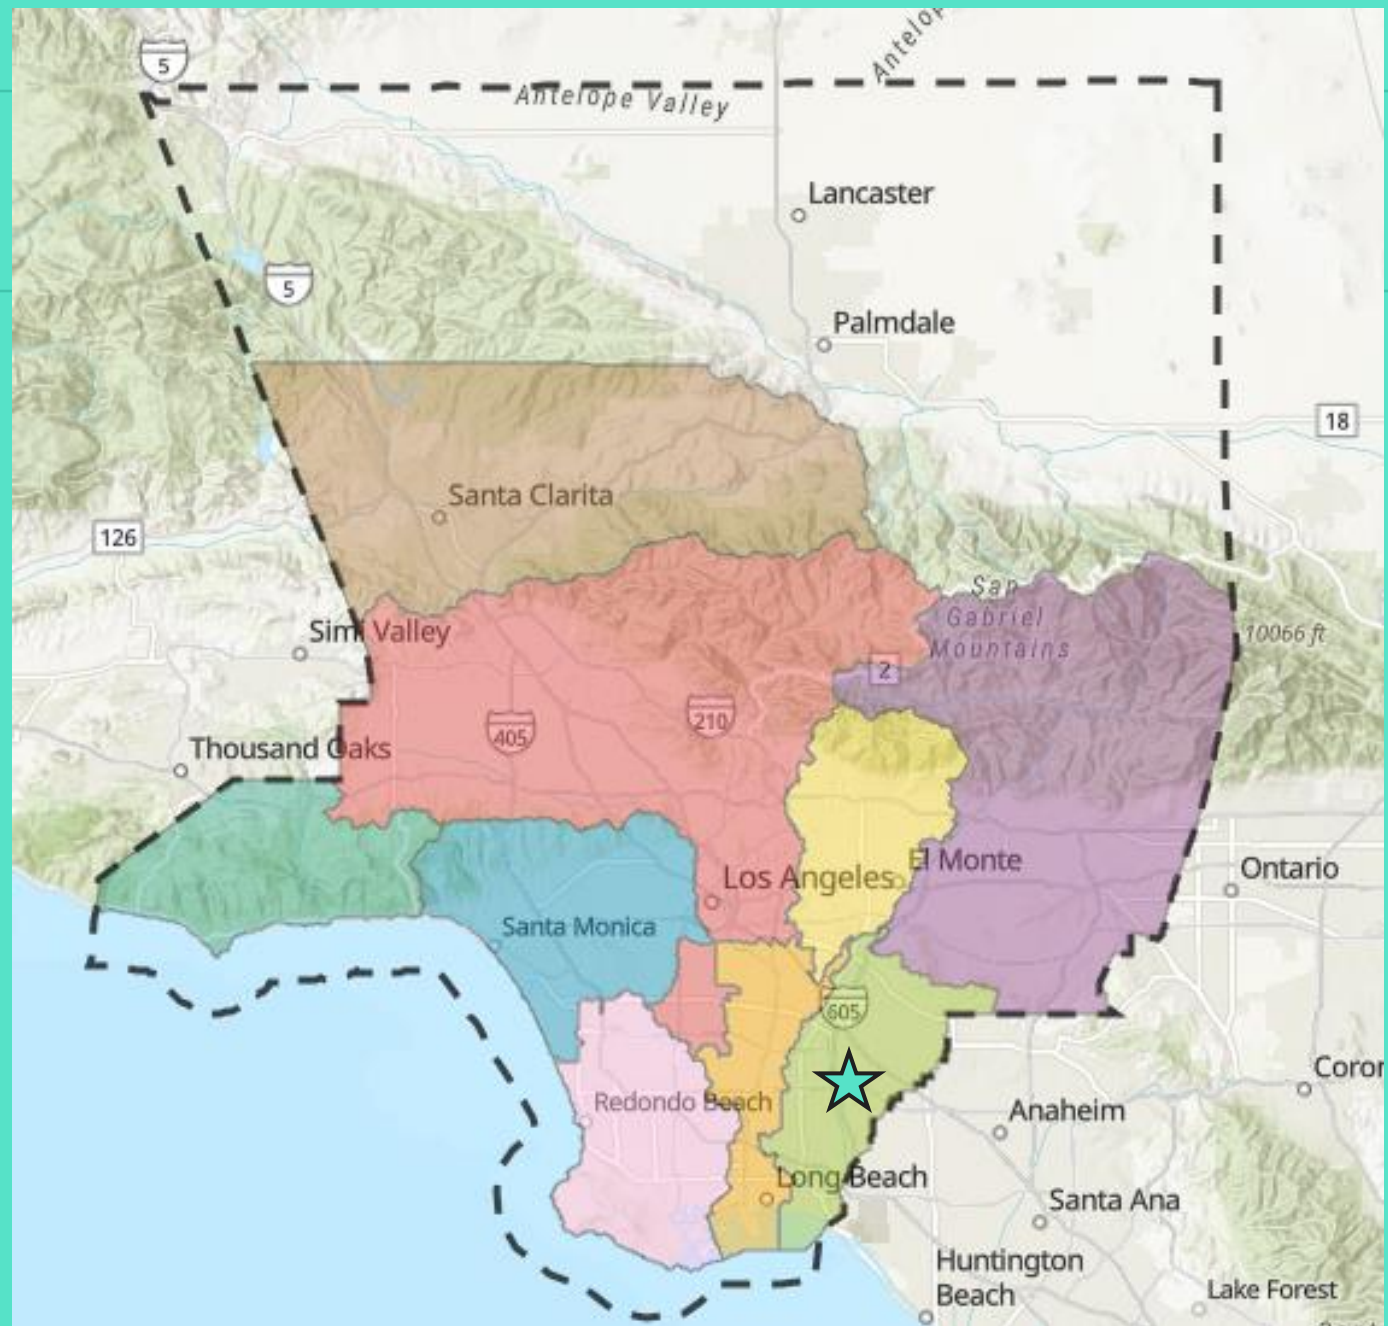 5
Antelop
Antelope Valley
Lancaster
5
Palmdale
18
Santa Clarita
126
San
Gabriel
Mountains
Simi Valley
10066 ft
2
210
405
Thousand Oaks
El Monte
Ontario
Los Angeles
Santa Monica
605
Coror
Redondo Beach
Anaheim
Long Beach
Santa Ana
Huntington
Beach
Lake Forest